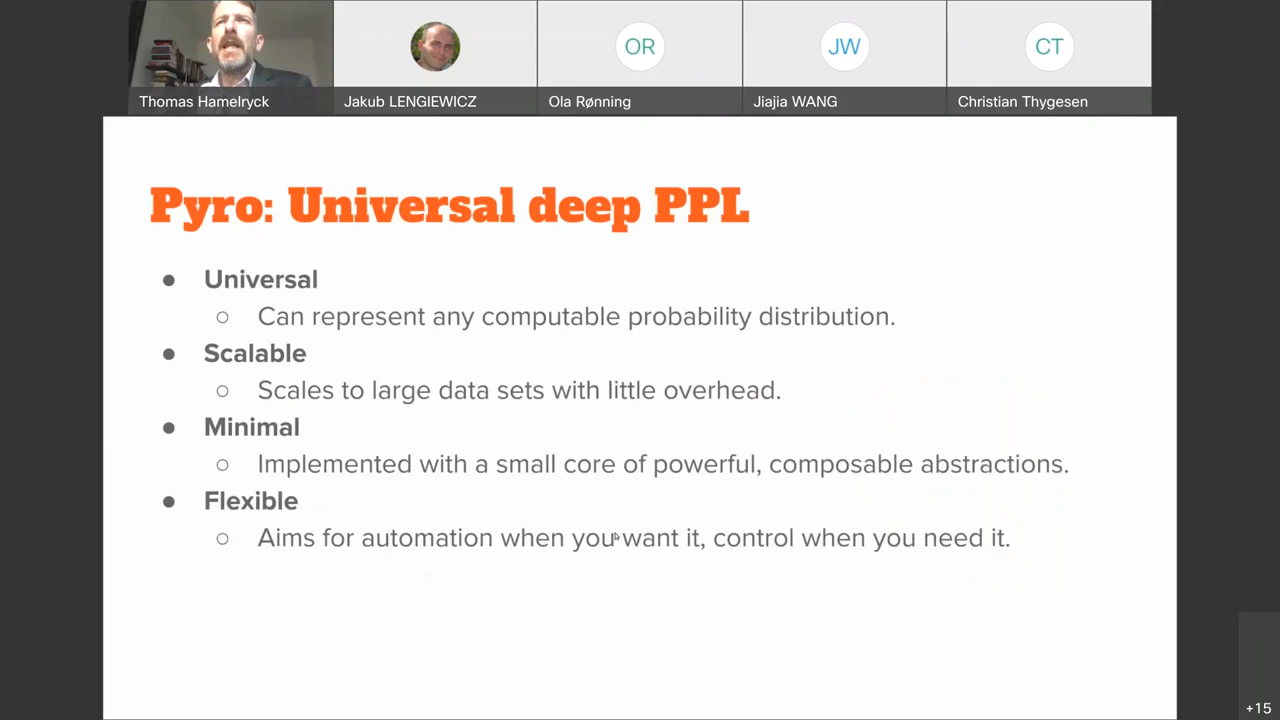 OR
JW
CT
Thomas Hamelryck
Jakub LENGIEWICZ
Ola Rønning
Jiajia WANG
Christian Thygesen
Pyro: Universal deep PPL
● Universal
○ Can represent any computable probability distribution.
● Scalable
○ Scales to large data sets with little overhead.
● Minimal
○ Implemented with a small core of powerful, composable abstractions.
● Flexible
○ Aims for automation when you want it, control when you need it.
+15